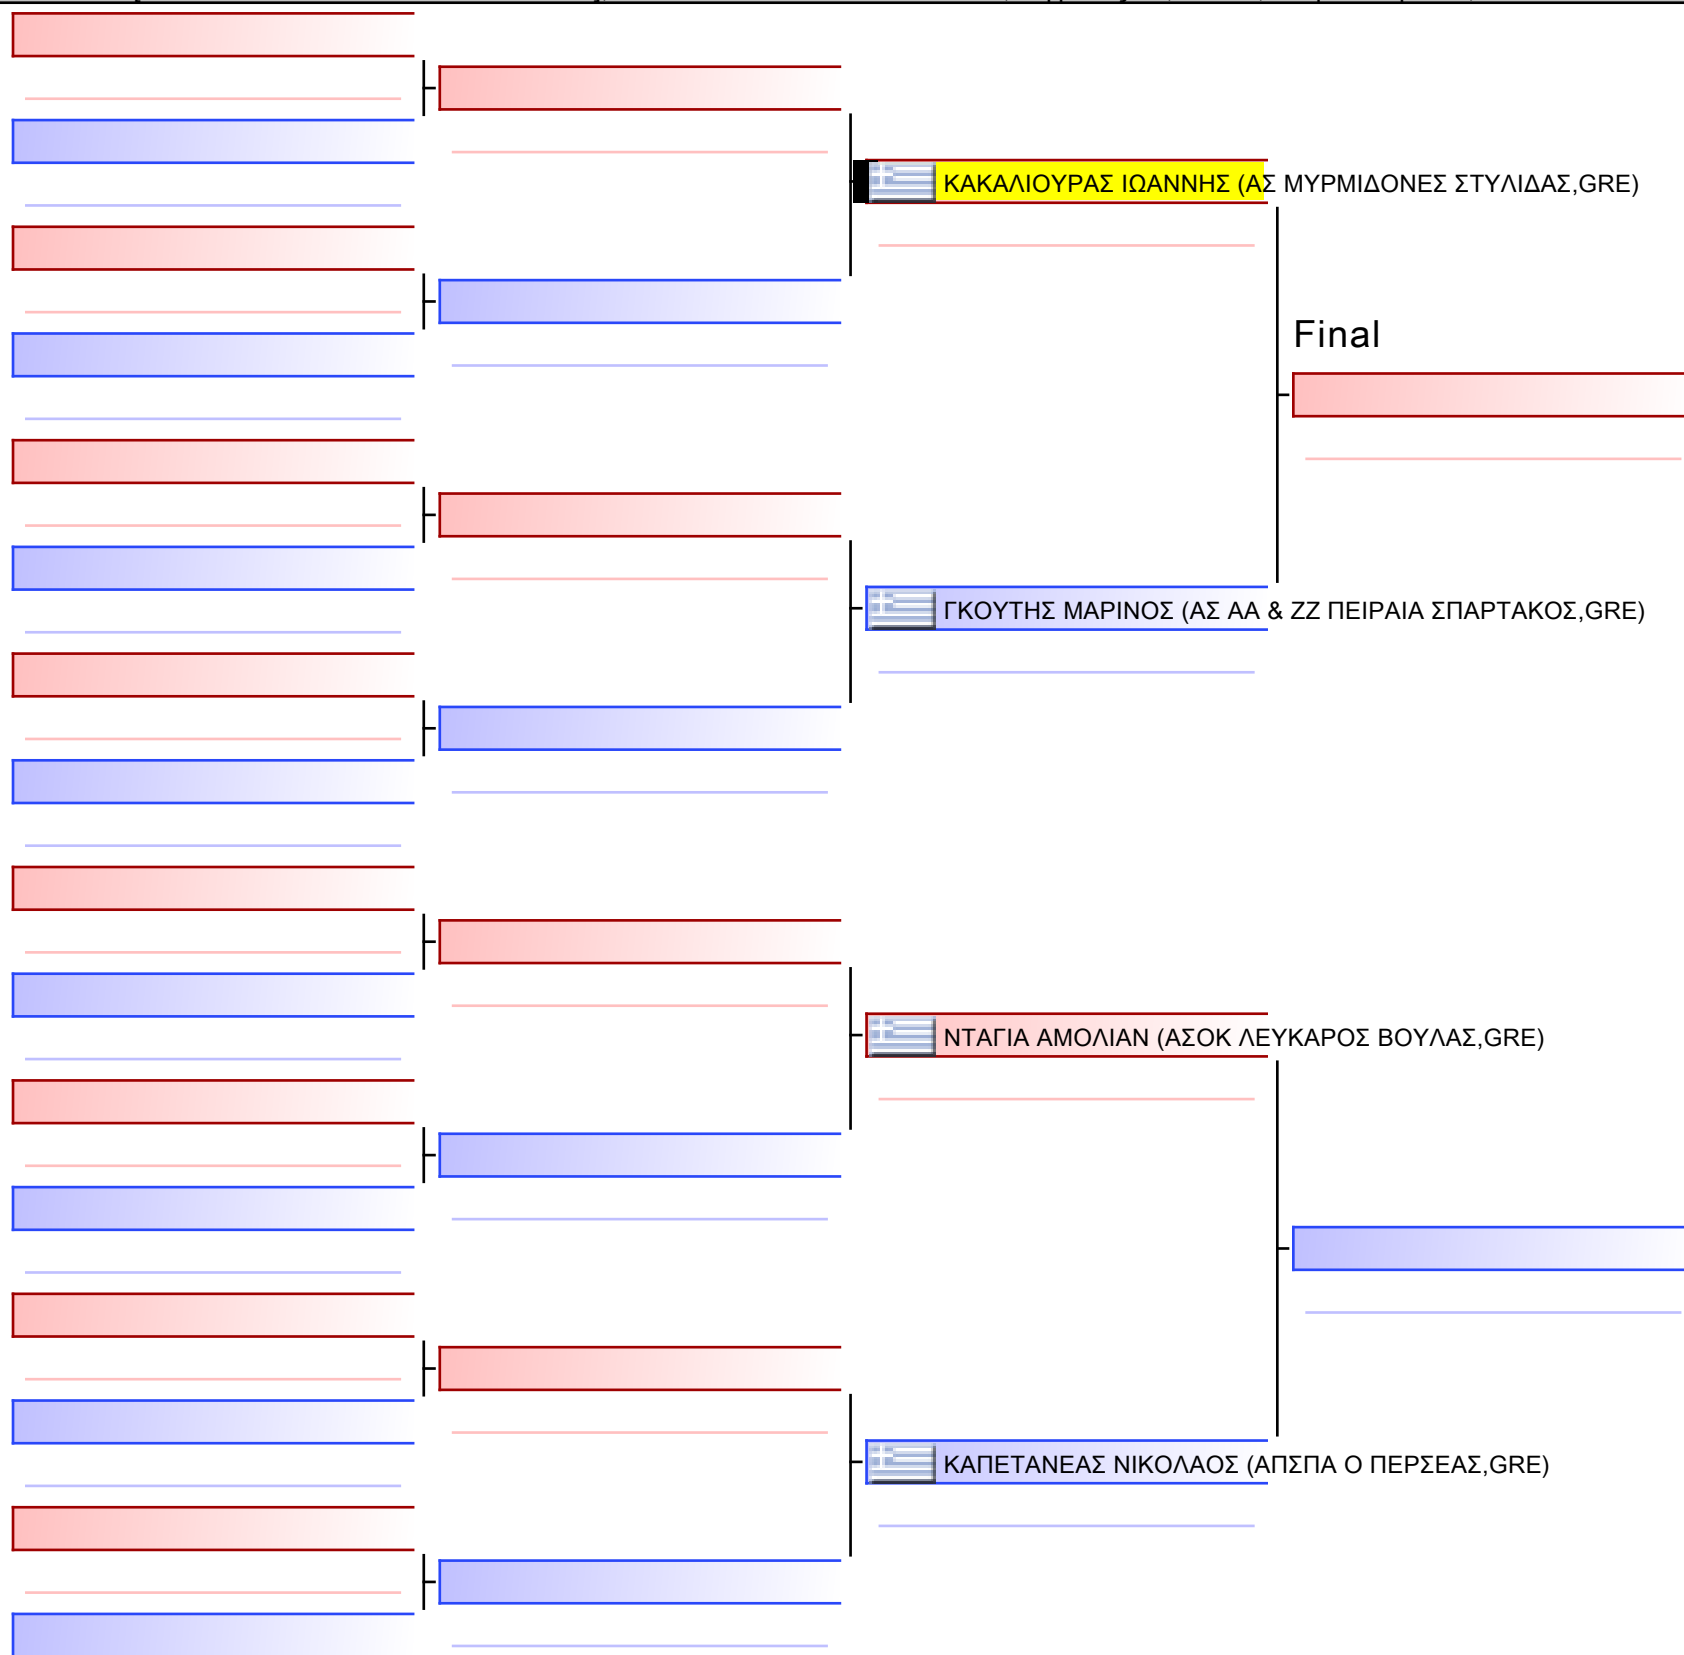 ΚΑΚΑΛΙΟΥΡΑΣ ΙΩΑΝΝΗΣ (ΑΣ ΜΥΡΜΙΔΟΝΕΣ ΣΤΥΛΙΔΑΣ,GRE)
Final
ΓΚΟΥΤΗΣ ΜΑΡΙΝΟΣ (ΑΣ ΑΑ & ΖΖ ΠΕΙΡΑΙΑ ΣΠΑΡΤΑΚΟΣ,GRE)
ΝΤΑΓΙΑ ΑΜΟΛΙΑΝ (ΑΣΟΚ ΛΕΥΚΑΡΟΣ ΒΟΥΛΑΣ,GRE)
ΚΑΠΕΤΑΝΕΑΣ ΝΙΚΟΛΑΟΣ (ΑΠΣΠΑ Ο ΠΕΡΣΕΑΣ,GRE)